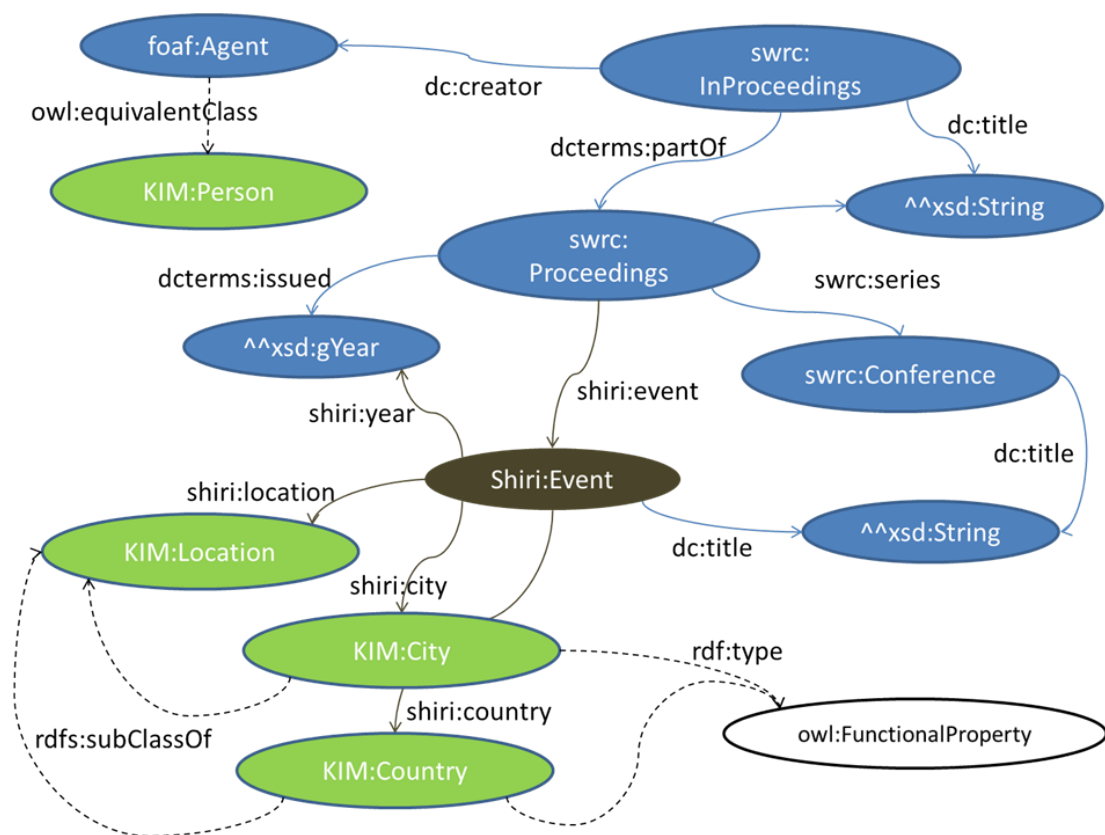 foaf:Agent
swrc:
InProceedings
dc:creator
owl:equivalentClass
dc:title
dcterms:partOf
KIM:Person
^^xsd:String
swrc:
Proceedings
dcterms:issued
swrc:series
^^xsd:gYear
swrc:Conference
shiri:event
shiri:year
dc:title
Shiri:Event
shiri:location
^^xsd:String
KIM:Location
dc:title
shiri:city
KIM:City
rdf:type
shiri:country
rdfs:subClassOf
owl:FunctionalProperty
KIM:Country